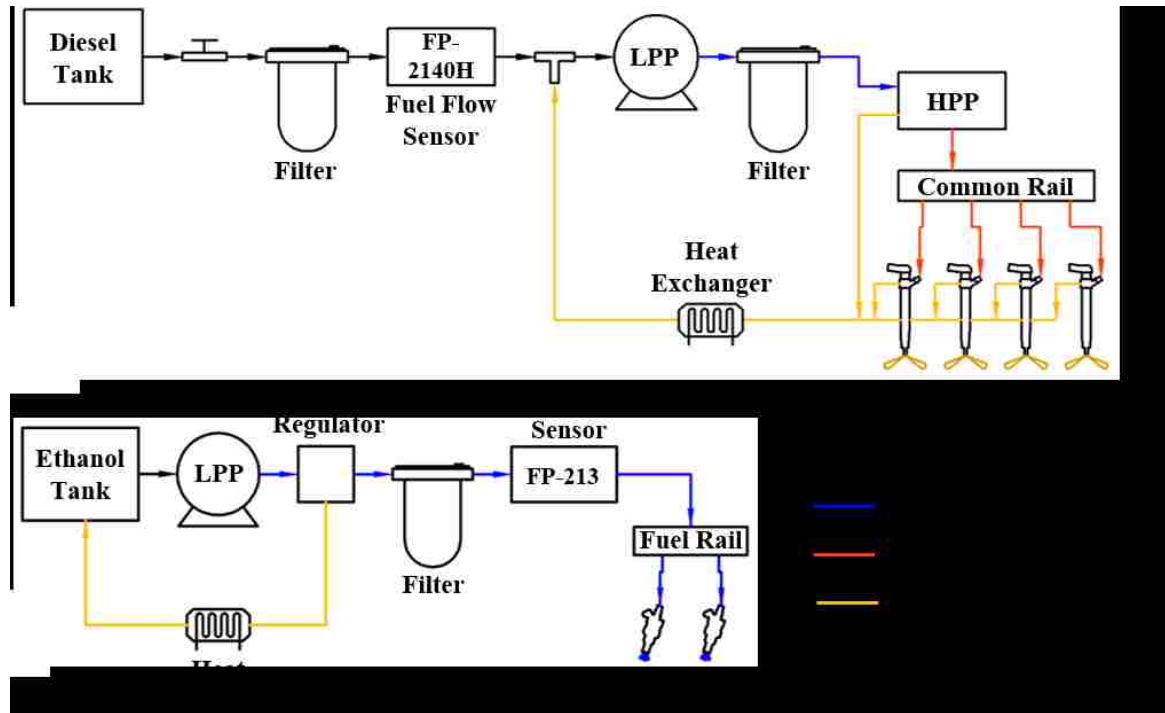 Diesel
Tank
Filter
FP-
2140H
Fuel Flow
Sensor
LPP
Filter
HPP
Common Rail
Heat
Exchanger
Ethanol
Tank
LPP
Regulator
Filter
Sensor
FP-213
Fuel Rail
Heat